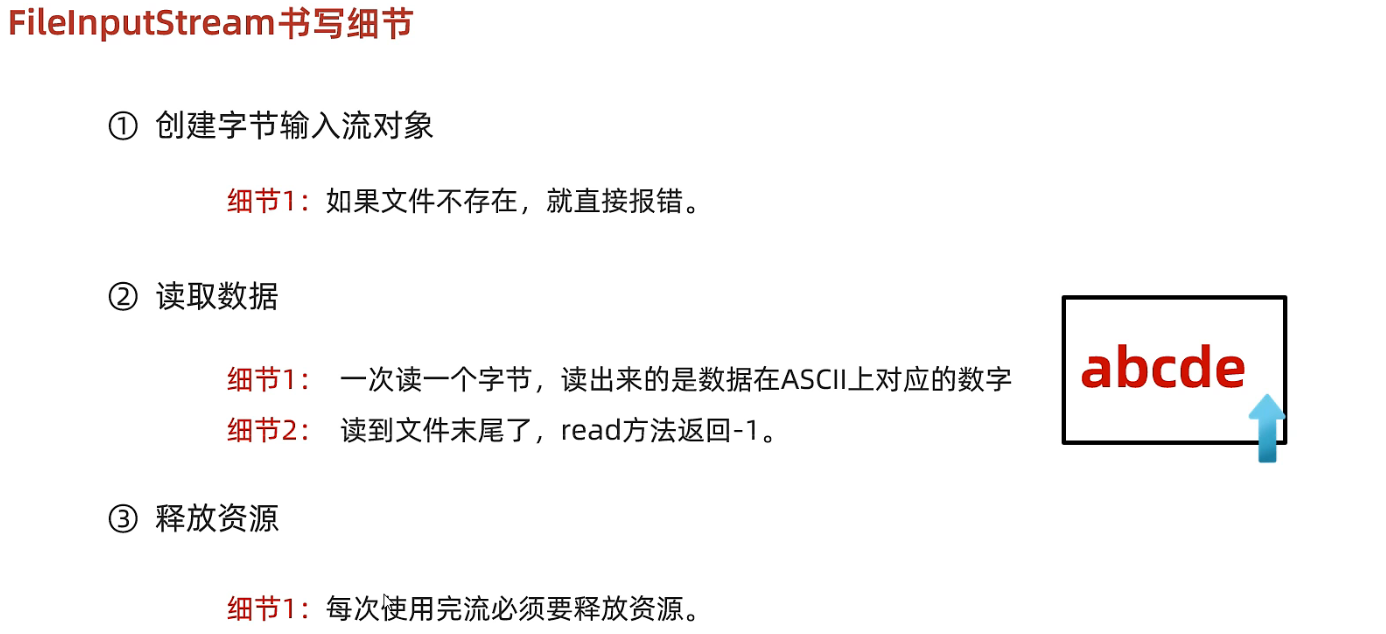 FileInputStream书写细节
① 创建字节输入流对象
细节1：如果文件不存在，就直接报错。
② 读取数据
细节1： 一次读一个字节，读出来的是数据在ASCII上对应的数字
细节2： 读到文件末尾了，read方法返回-1。
abcde
③ 释放资源
细节1：每次使用完流必须要释放资源。